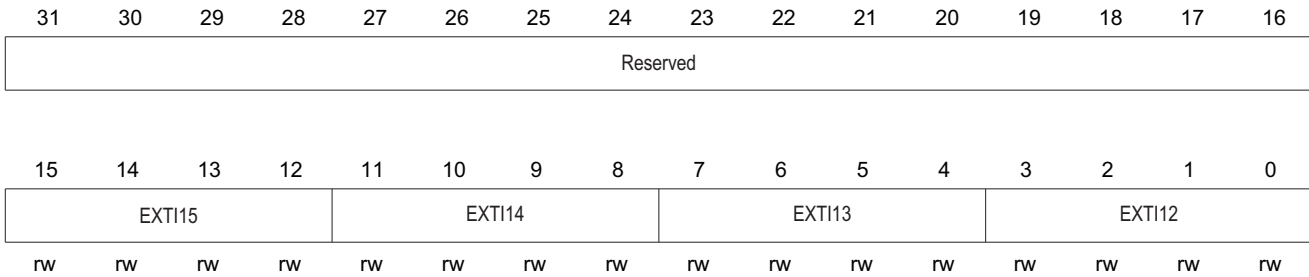 31 30 29 28 27 26 25 24 23 22 21 20 19 18 17 16
Reserved
15 14 13 12 11 10 9 8 7 6 5 4 3 2 1 0
EXTI15 EXTI14 EXTI13 EXTI12
rw rw rw rw rw rw rw rw rw rw rw rw rw rw rw rw